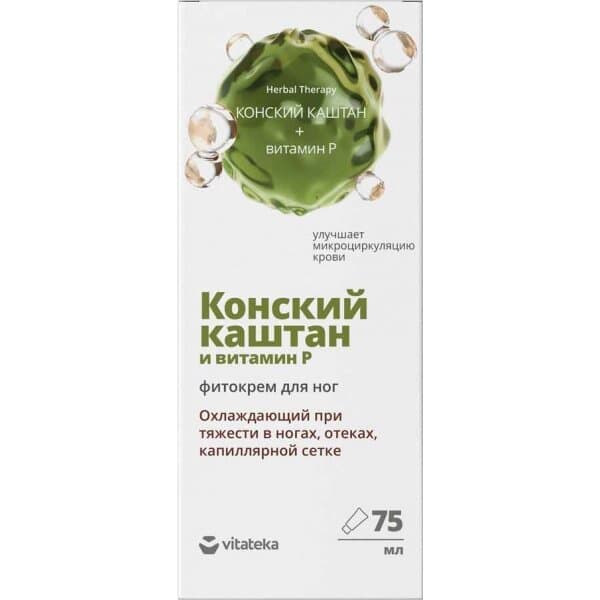 Herbal Therapy
КОНСКИЙ КАШТАН
+
ВИТАМИН Р
улучшает
микроциркуляцию
крови
Конский
каштан
и витамин Р
фитокрем для ног
Охлаждающий при
тяжести в ногах, отеках,
капиллярной сетке
vitateka
75
мл